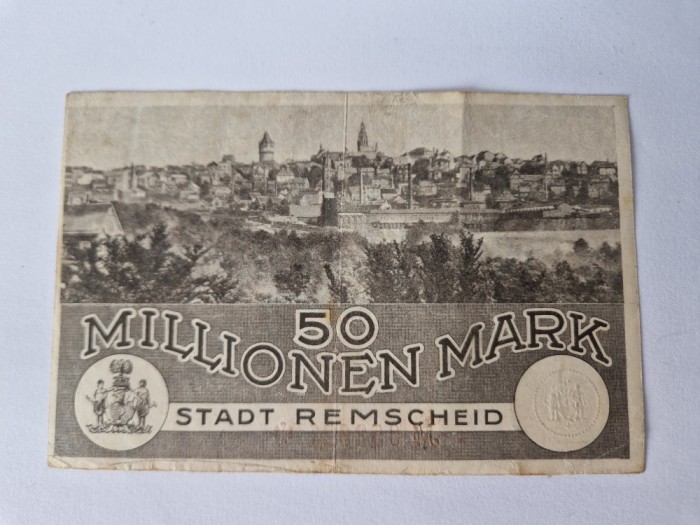 50
MILLIONEN MARK
STADT REMSCHEID